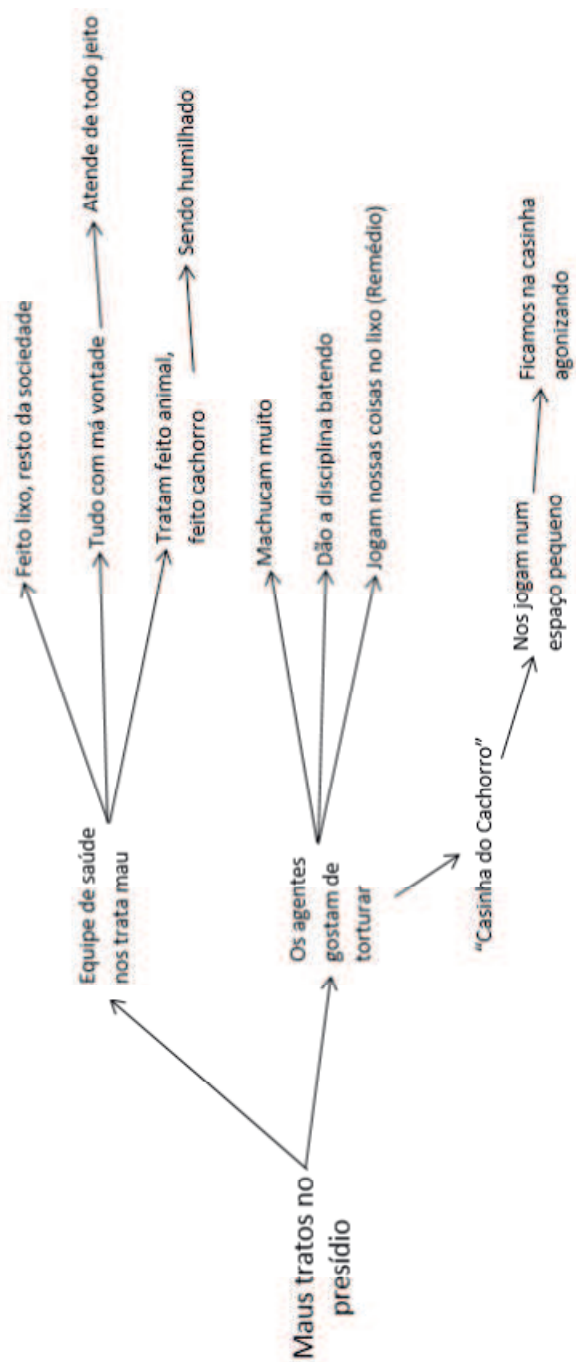 Maus tratos no
presídio
Equipe de saúde
nos trata mau
Feito lixo, resto da sociedade
Tudo com má vontade
Atende de todo jeito
Tratam feito animal,
feito cachorro
Sendo humilhado
Os agentes
gostam de
torturar
Machucam muito
Dão a disciplina batendo
Jogam nossas coisas no lixo (Remédio)
“Casinha do Cachorro”
Nos jogam num
espaço pequeno
Ficamos na casinha
agonizando